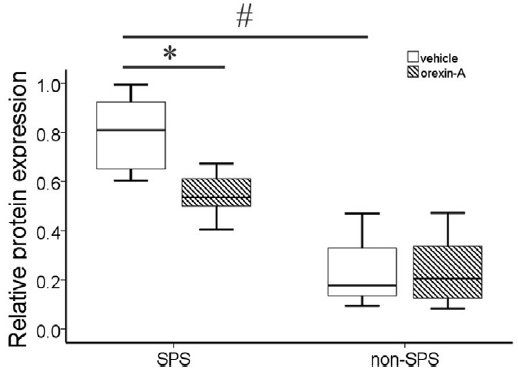 #
*
vehicle
orexin-A
Relative protein expression
1.0
0.8
0.6
0.4
0.2
0.0
SPS
non-SPS